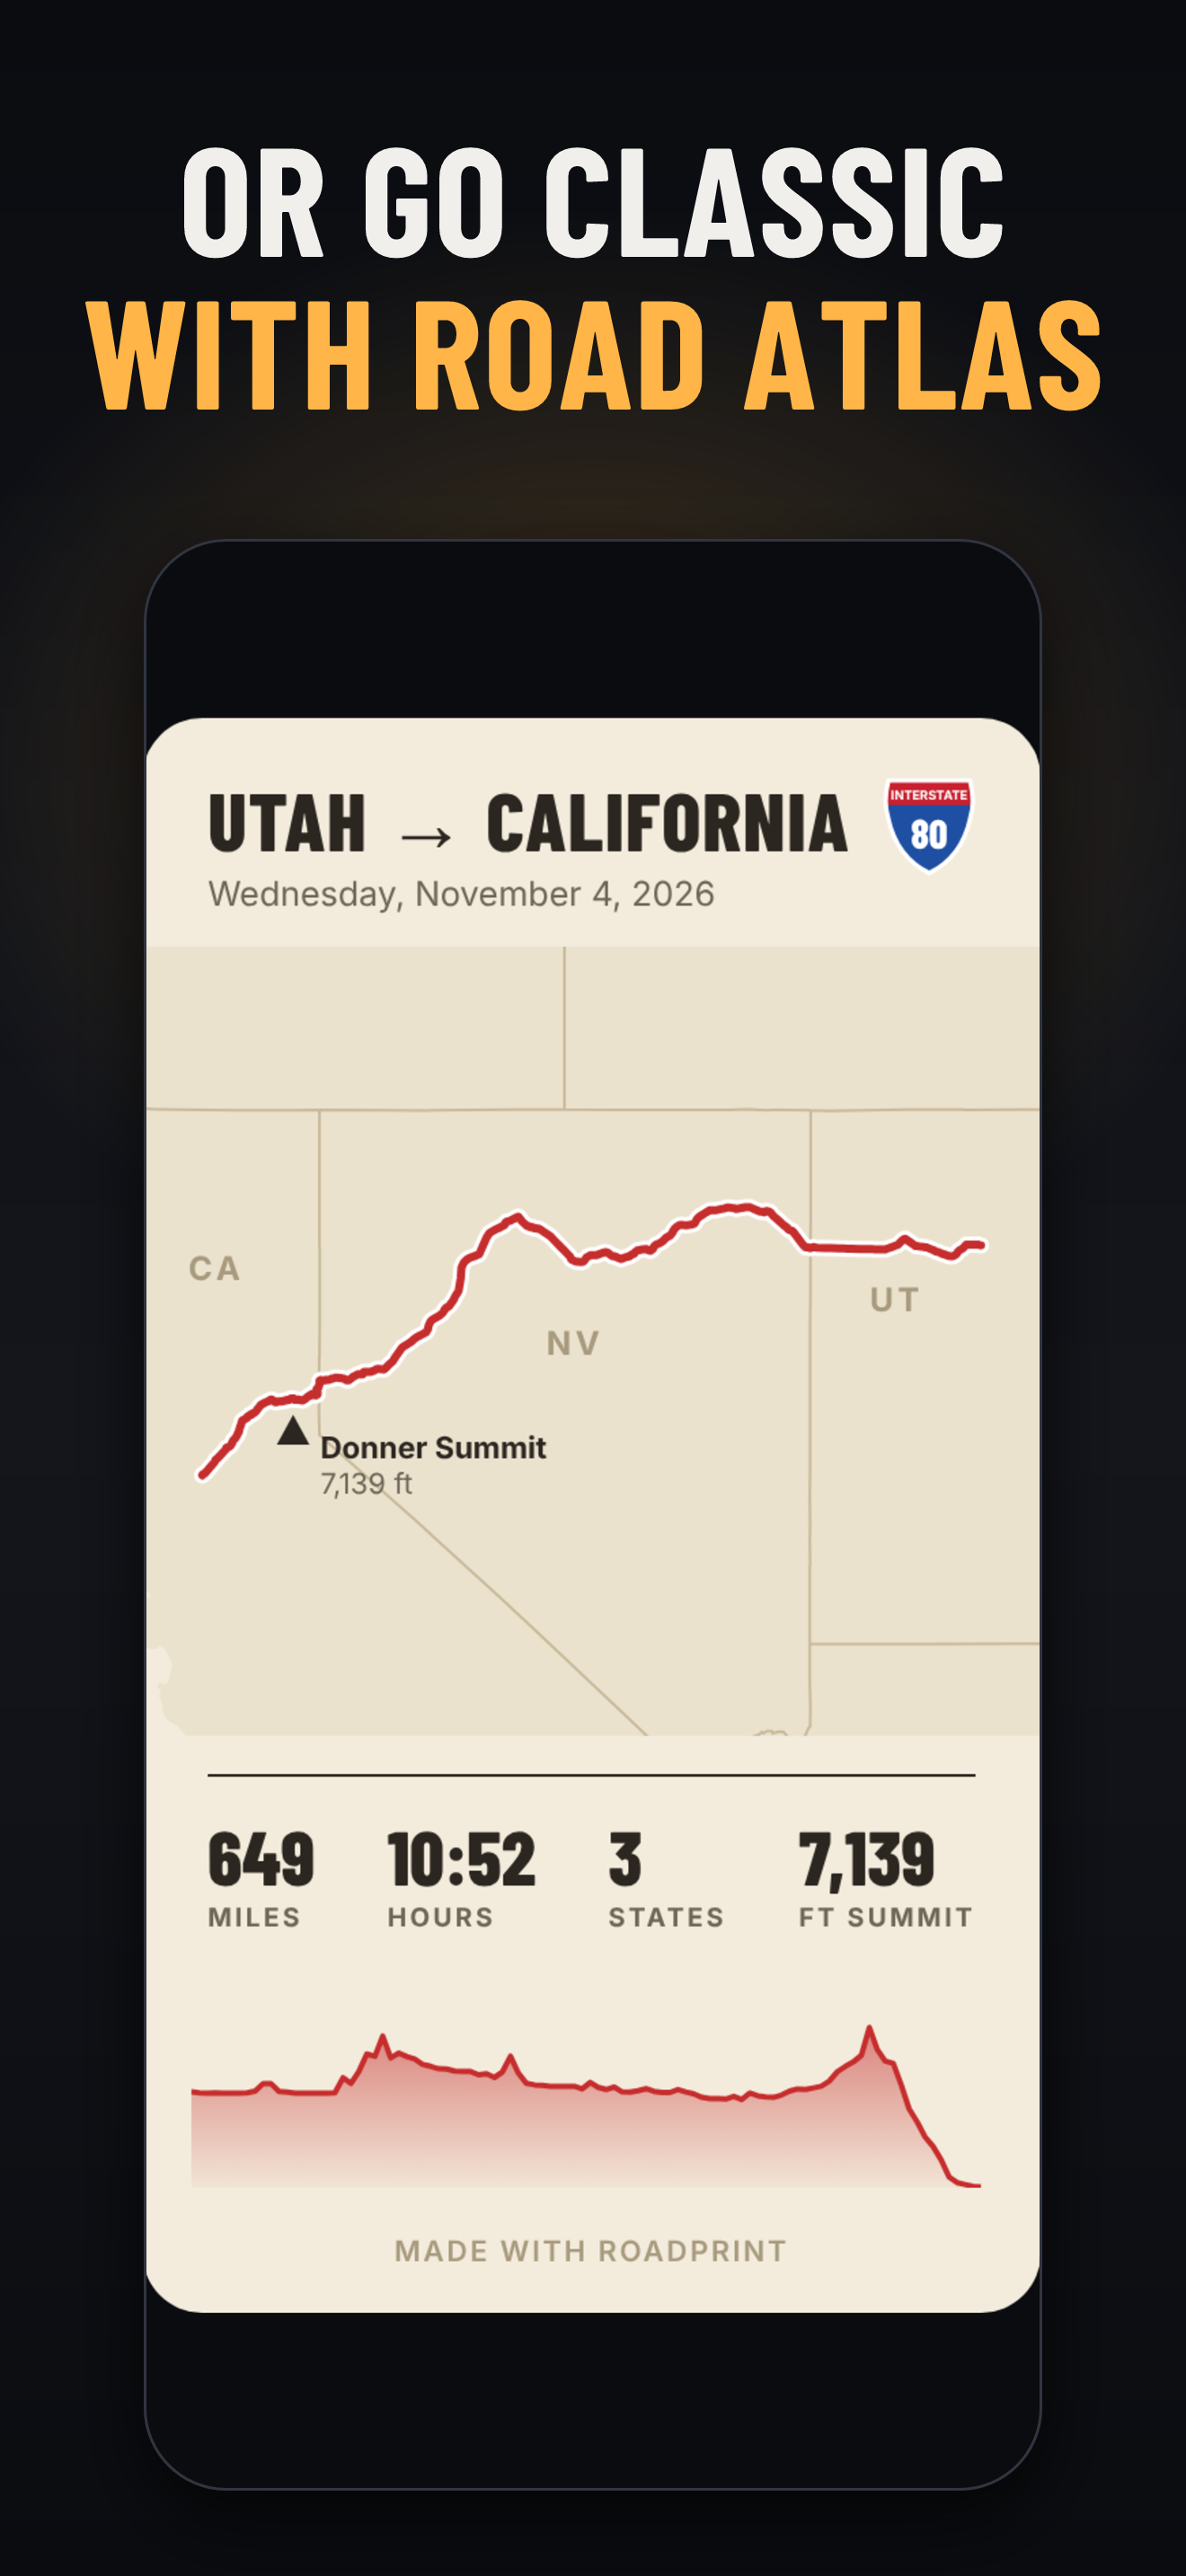 OR GO CLASSIC
WITH ROAD ATLAS
UTAH → CALIFORNIA
INTERSTATE
80
Wednesday, November 4, 2026
CA
UT
NV
Donner Summit
7,139 ft
649
MILES
10:52
HOURS
3
STATES
7,139
FT SUMMIT
MADE WITH ROADPRINT